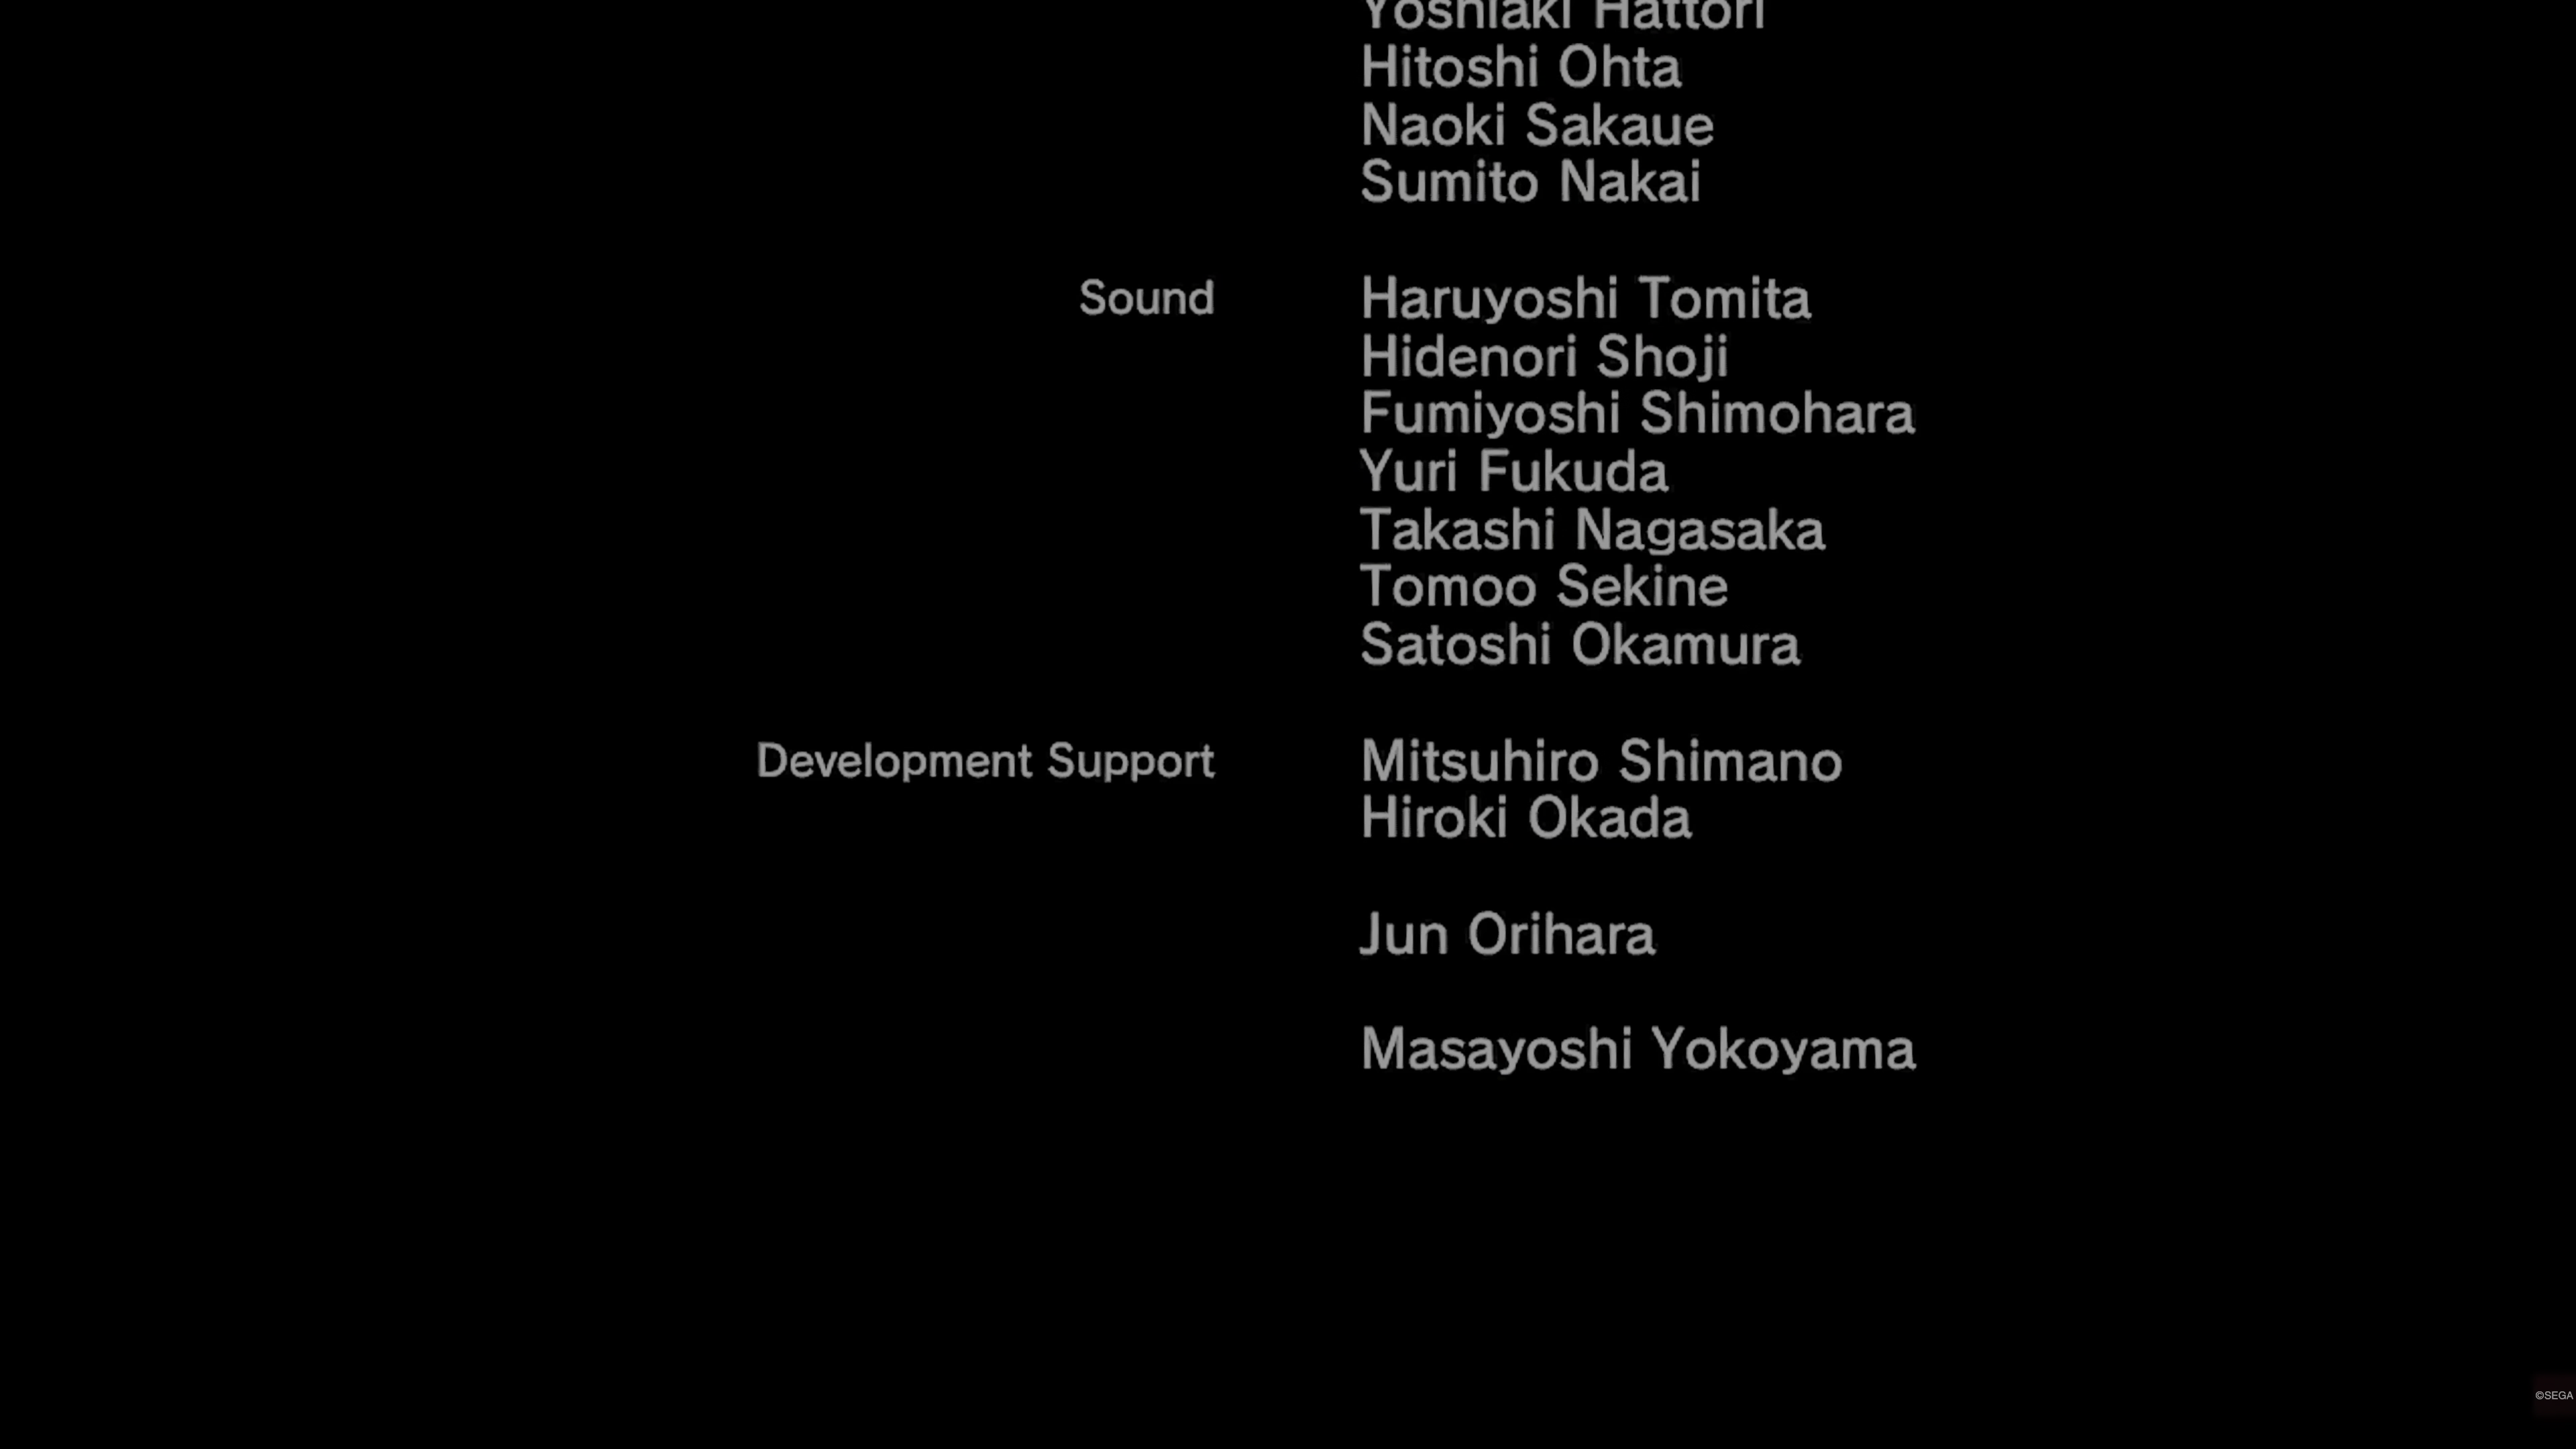 Yoshiaki Hattori
Hitoshi Ohta
Naoki Sakaue
Sumito Nakai
Sound Haruyoshi Tomita
Hidenori Shoji
Fumiyoshi Shimohara
Yuri Fukuda
Takashi Nagasaka
Tomoo Sekine
Satoshi Okamura
Development Support Mitsuhiro Shimano
Hiroki Okada
Jun Orihara
Masayoshi Yokoyama
©SEGA